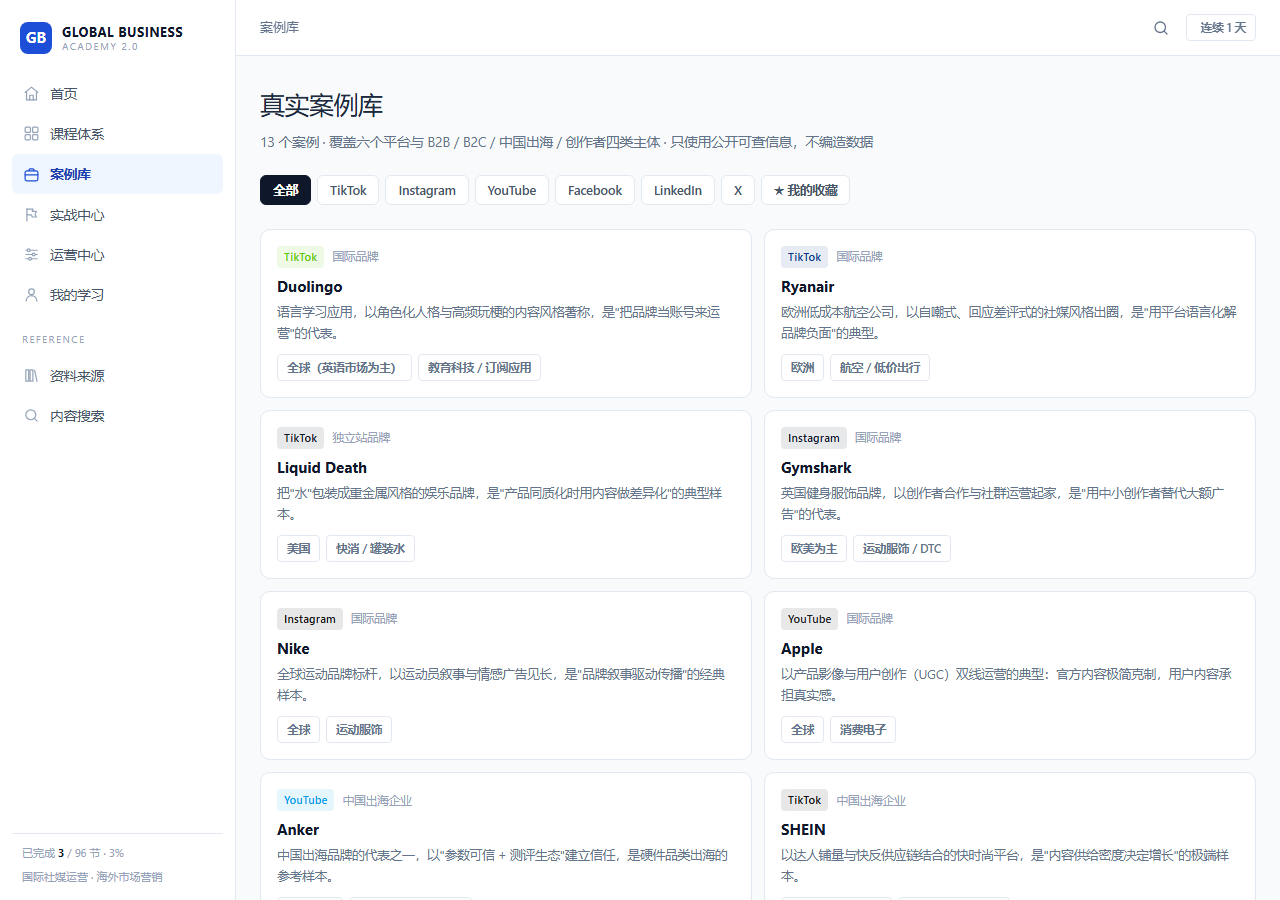 GB
GLOBAL BUSINESS
ACADEMY 2.0
首页
课程体系
案例库
实战中心
运营中心
我的学习
REFERENCE
资料来源
内容搜索
已完成 3 / 96 节 · 3%
国际社媒运营 · 海外市场营销
案例库
连续 1 天
真实案例库
13 个案例 · 覆盖六个平台与 B2B / B2C / 中国出海 / 创作者四类主体 · 只使用公开可查信息，不编造数据
全部 TikTok Instagram YouTube Facebook LinkedIn X ★ 我的收藏
TikTok 国际品牌
Duolingo
语言学习应用，以角色化人格与高频玩梗的内容风格著称，是"把品牌当账号来运
营"的代表。
全球（英语市场为主） 教育科技 / 订阅应用
TikTok 国际品牌
Ryanair
欧洲低成本航空公司，以自嘲式、回应差评式的社媒风格出圈，是"用平台语言化解
品牌负面"的典型。
欧洲 航空 / 低价出行
TikTok 独立站品牌
Liquid Death
把"水"包装成重金属风格的娱乐品牌，是"产品同质化时用内容做差异化"的典型样
本。
美国 快消 / 罐装水
Instagram 国际品牌
Gymshark
英国健身服饰品牌，以创作者合作与社群运营起家，是"用中小创作者替代大额广
告"的代表。
欧美为主 运动服饰 / DTC
Instagram 国际品牌
Nike
全球运动品牌标杆，以运动员叙事与情感广告见长，是"品牌叙事驱动传播"的经典
样本。
全球 运动服饰
YouTube 国际品牌
Apple
以产品影像与用户创作（UGC）双线运营的典型：官方内容极简克制，用户内容承
担真实感。
全球 消费电子
YouTube 中国出海企业
Anker
中国出海品牌的代表之一，以"参数可信 + 测评生态"建立信任，是硬件品类出海的
参考样本。
TikTok 中国出海企业
SHEIN
以达人铺量与快反供应链结合的快时尚平台，是"内容供给密度决定增长"的极端样
本。